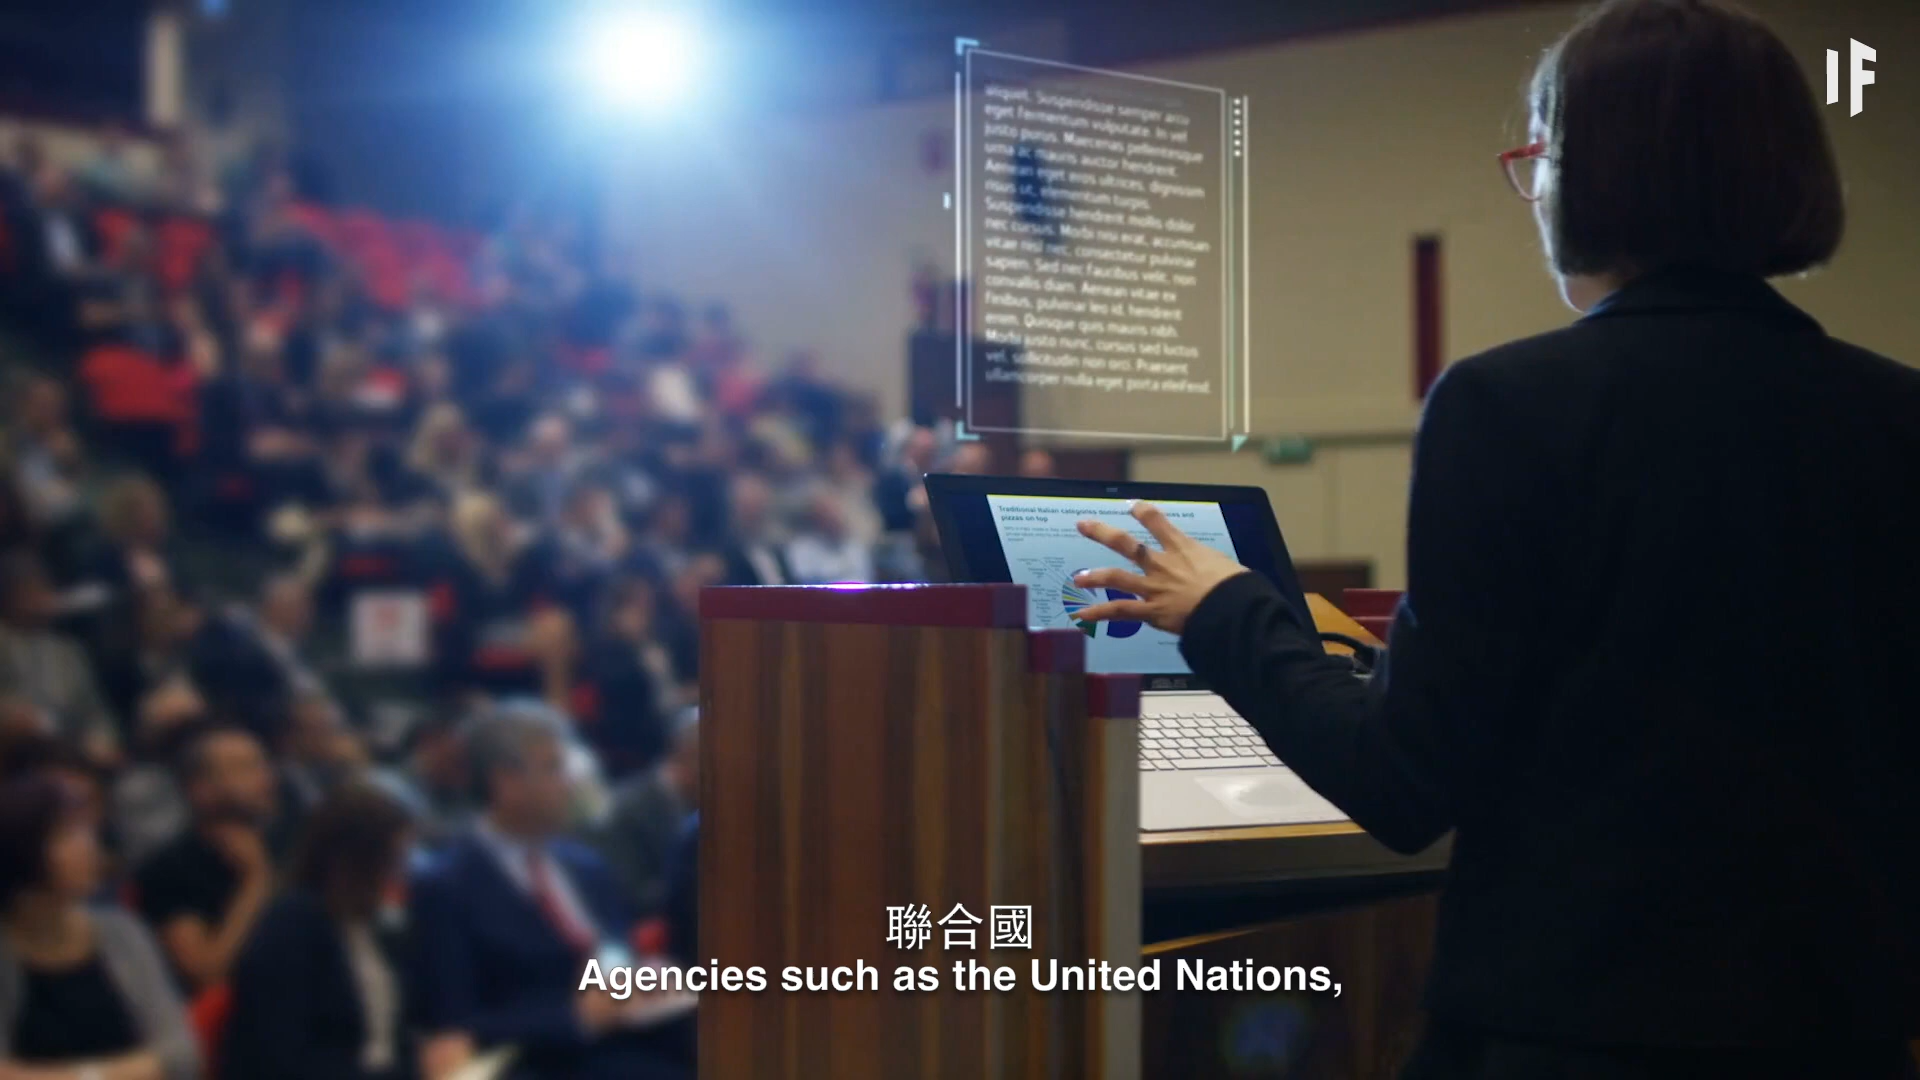 IF
aliquet. Suspendisse semper arcu
eget fermentum vulputate. In vel
justo purus. Maecenas pellentesque
urna ac mauris auctor hendrerit.
Aenean eget eros ultrices, dignissim
risus ut, elementum turpis.
Suspendisse hendrerit mollis dolor
nec cursus. Morbi nisi erat, accumsan
vitae nisl nec, consectetur pulvinar
sapien. Sed nec faucibus velit, non
convallis diam. Aenean vitae ex
finibus, pulvinar leo id, hendrerit
enim. Quisque quis mauris nibh.
Morbi justo nunc, cursus sed luctus
vel, sollicitudin non orci. Praesent
ullamcorper nulla eget porta eleifend.
Traditional Italian categories and
pizzas on top
ASUS
聯合國
Agencies such as the United Nations,